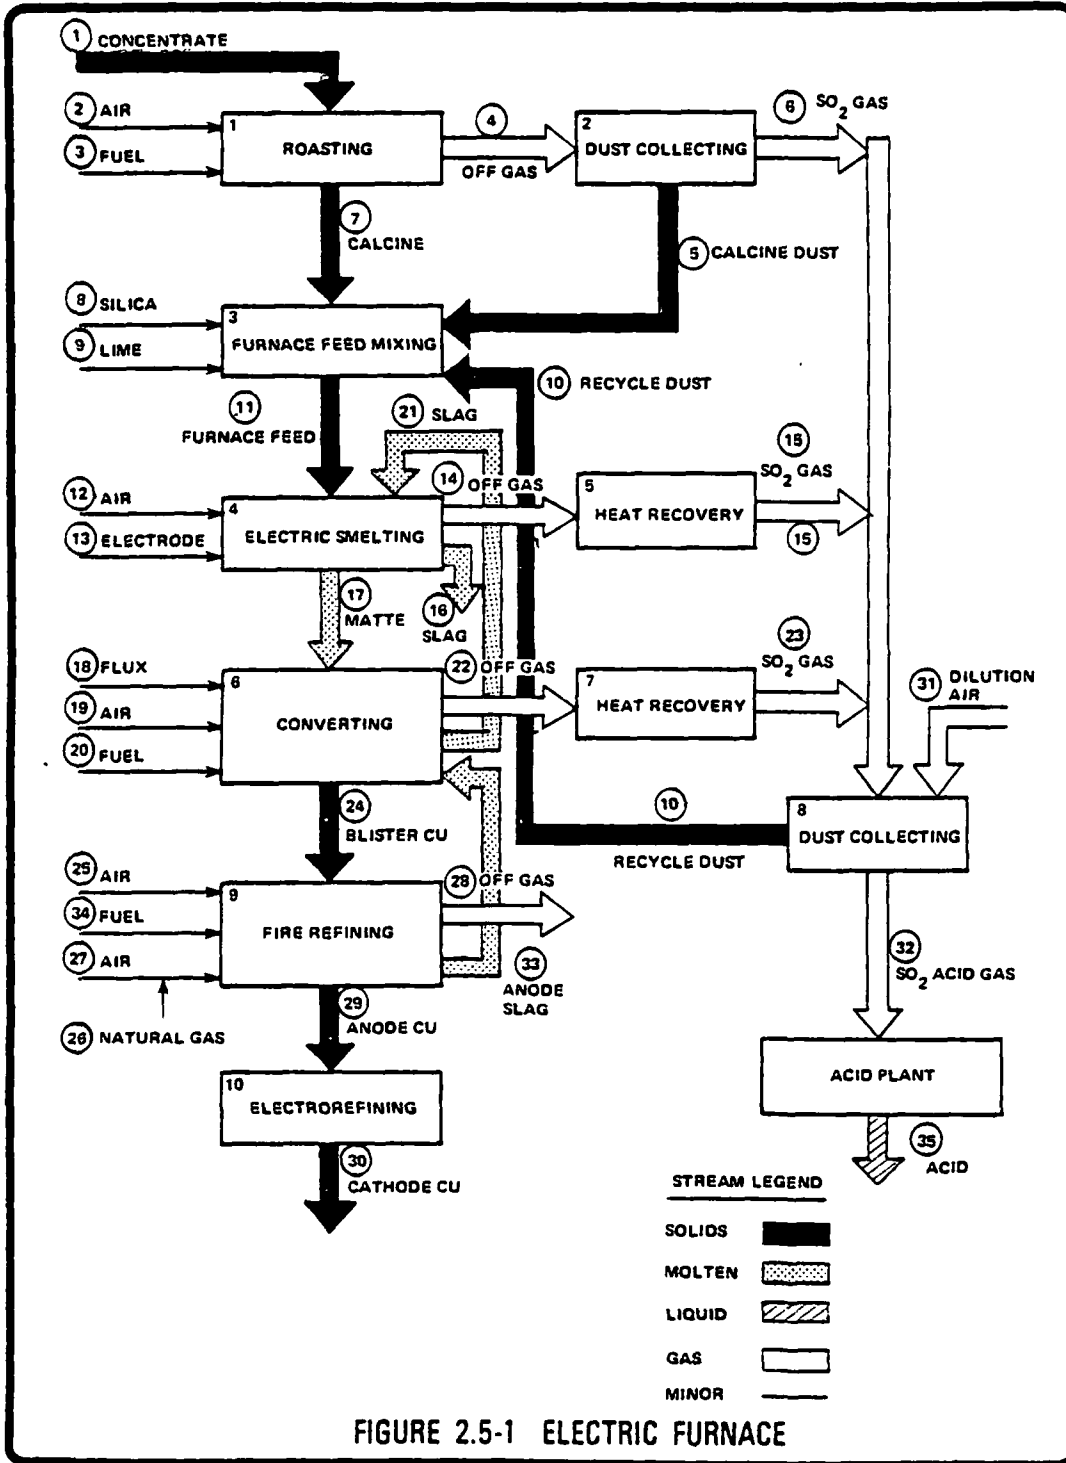 1 CONCENTRATE
2 AIR
3 FUEL
1
ROASTING
4
OFF GAS
2
DUST COLLECTING
6 SO2 GAS
7
CALCINE
5 CALCINE DUST
8 SILICA
9 LIME
3
FURNACE FEED MIXING
10 RECYCLE DUST
11
FURNACE FEED
21 SLAG
12 AIR
13 ELECTRODE
4
ELECTRIC SMELTING
14 OFF GAS
5
HEAT RECOVERY
15
SO2 GAS
15
17
MATTE
16
SLAG
18 FLUX
19 AIR
20 FUEL
6
CONVERTING
22 OFF GAS
7
HEAT RECOVERY
23
SO2 GAS
31 DILUTION
AIR
24
BLISTER CU
10
RECYCLE DUST
8
DUST COLLECTING
25 AIR
34 FUEL
27 AIR
26 NATURAL GAS
9
FIRE REFINING
28 OFF GAS
33
ANODE
SLAG
32
SO2 ACID GAS
29
ANODE CU
10
ELECTROREFINING
ACID PLANT
30
CATHODE CU
35
ACID
STREAM LEGEND
SOLIDS
MOLTEN
LIQUID
GAS
MINOR
FIGURE 2.5-1 ELECTRIC FURNACE